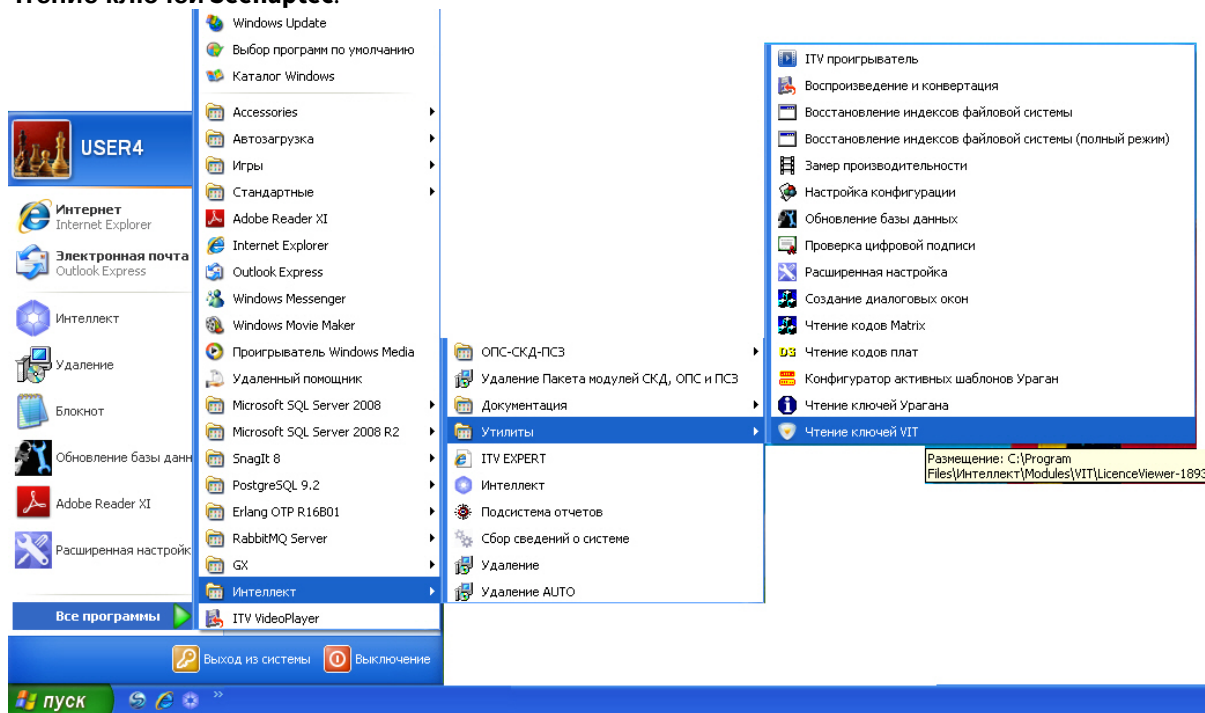 Чтение ключей Seenaptec.
Windows Update
Выбор программ по умолчанию
Каталог Windows
Accessories
Автозагрузка
Игры
Стандартные
Adobe Reader XI
Internet Explorer
Outlook Express
Windows Messenger
Windows Movie Maker
Проигрыватель Windows Media
Удаленный помощник
Microsoft SQL Server 2008
Microsoft SQL Server 2008 R2
SnagIt 8
PostgreSQL 9.2
Erlang OTP R16B01
RabbitMQ Server
GX
Интеллект
ITV VideoPlayer
USER4
Интернет
Internet Explorer
Электронная почта
Outlook Express
Интеллект
Удаление
Блокнот
Обновление базы данн
Adobe Reader XI
Расширенная настройк
Все программы
Выход из системы
Выключение
пуск
»
ОПС-СКД-ПСЗ
Удаление Пакета модулей СКД, ОПС и ПСЗ
Документация
Утилиты
ITV EXPERT
Интеллект
Подсистема отчетов
Сбор сведений о системе
Удаление
Удаление AUTO
ITV проигрыватель
Воспроизведение и конвертация
Восстановление индексов файловой системы
Восстановление индексов файловой системы (полный режим)
Замер производительности
Настройка конфигурации
Обновление базы данных
Проверка цифровой подписи
Расширенная настройка
Создание диалоговых окон
Чтение кодов Matrix
Чтение кодов плат
Конфигуратор активных шаблонов Ураган
Чтение ключей Урагана
Чтение ключей VIT
Размещение: C:\Program
Files\Интеллект\Modules\VIT\LicenceViewer-1893